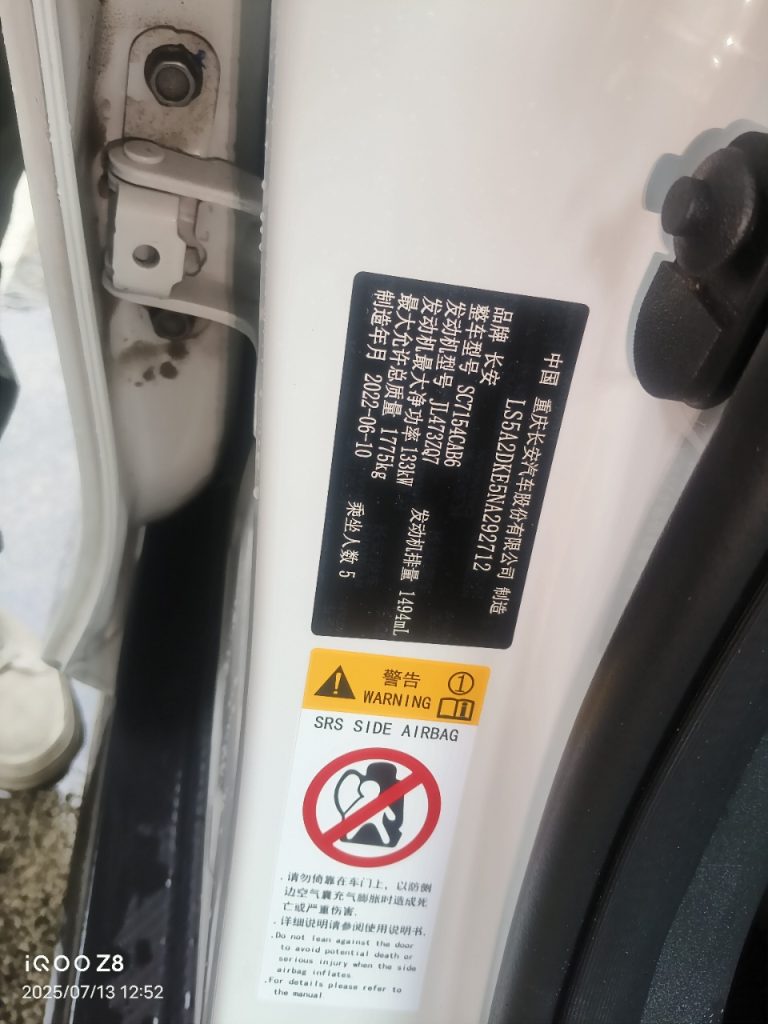 中国 重庆长安汽车股份有限公司 制造
LS5A2DKE5NA292712
品牌 长安
整车型号 SC7154CAB6
发动机型号 JL473ZQ7 发动机排量 1494mL
发动机最大净功率 133kW
最大允许总质量 1775kg
制造年月 2022-06-10 乘坐人数 5
警告 ①
WARNING
SRS SIDE AIRBAG
.请勿倚靠在车门上，以防侧
边空气囊充气膨胀时造成死
亡或严重伤害.
.详细说明请参阅使用说明书.
.Do not lean against the door
to avoid potential death or
serious injury when the side
airbag inflates
.For details please refer to
the manual
iQOO Z8
2025/07/13 12:52